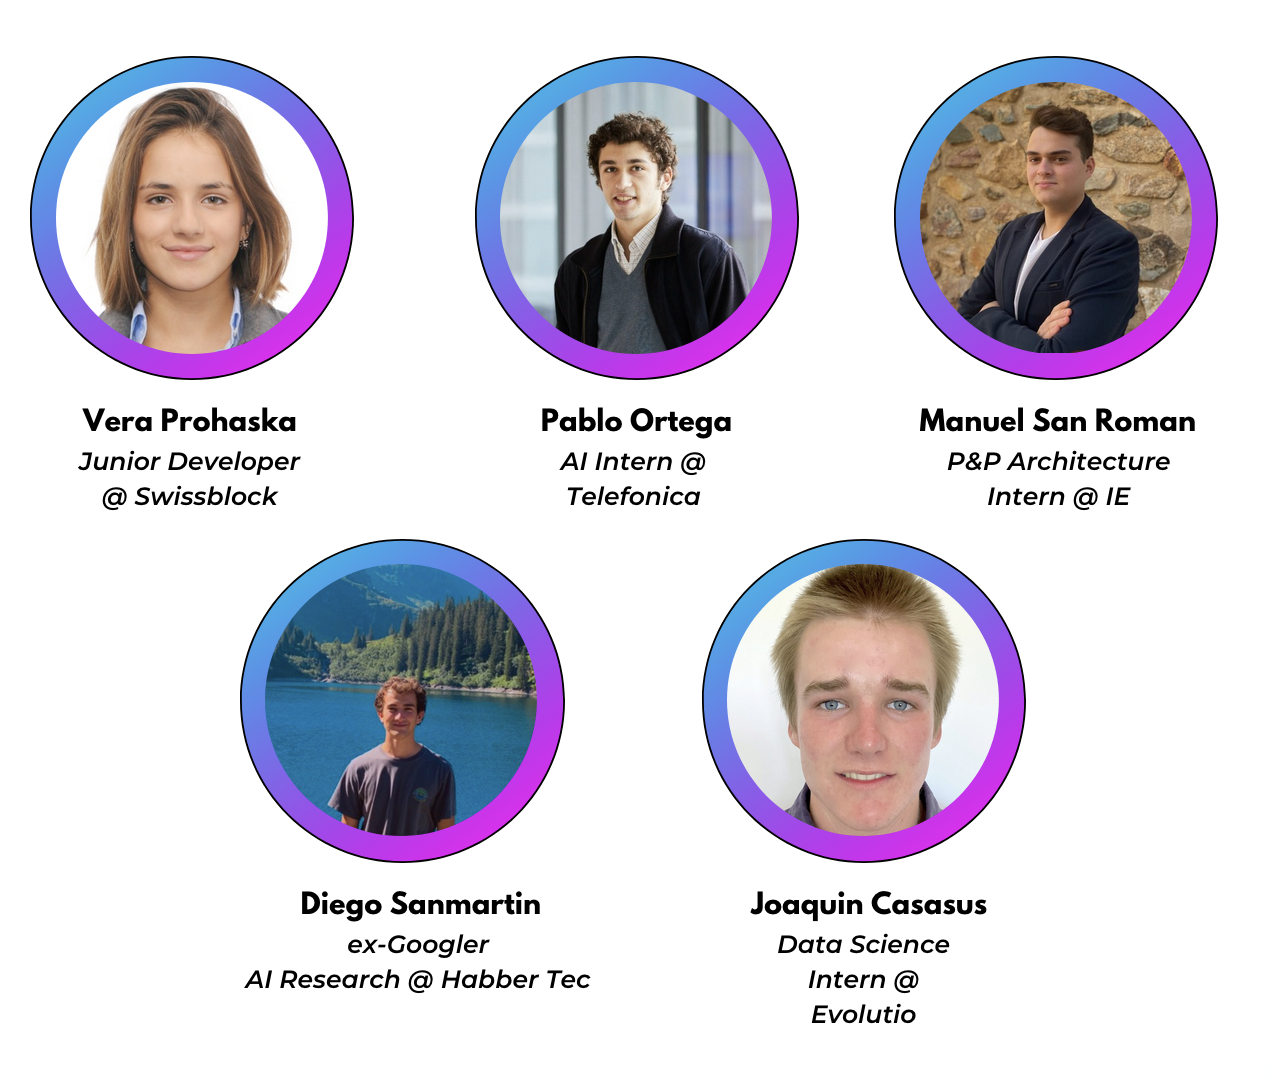 Vera Prohaska
Junior Developer
@ Swissblock
Pablo Ortega
AI Intern @
Telefonica
Manuel San Roman
P&P Architecture
Intern @ IE
Diego Sanmartin
ex-Googler
AI Research @ Habber Tec
Joaquin Casasus
Data Science
Intern @
Evolutio